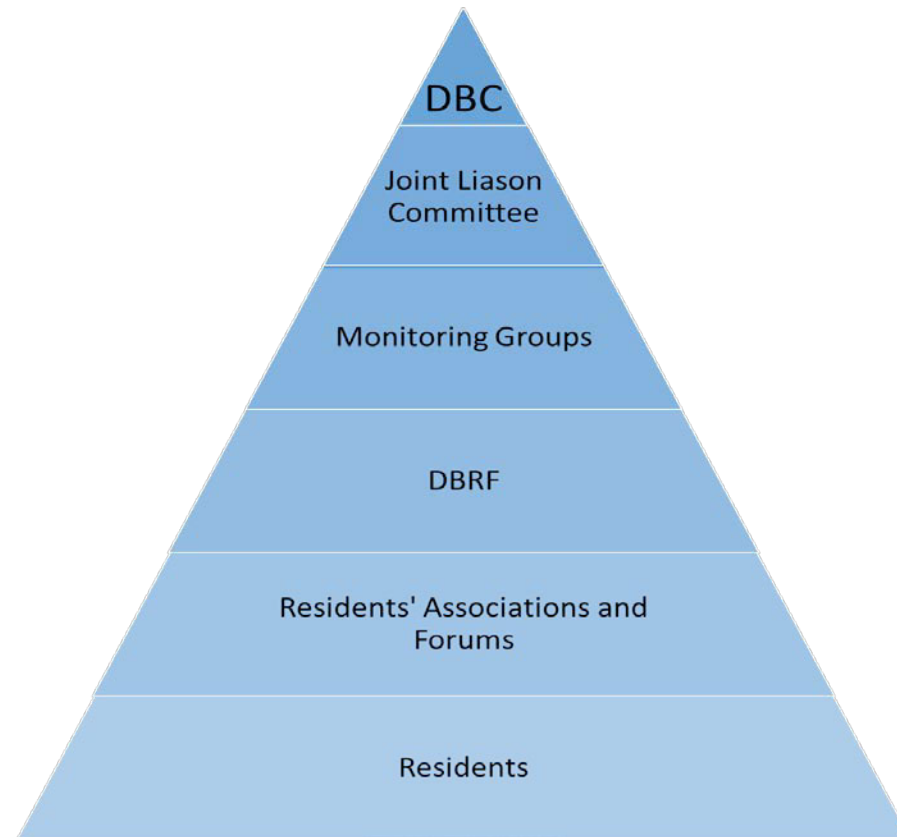 DBC
Joint Liason
Committee
Monitoring Groups
DBRF
Residents' Associations and
Forums
Residents